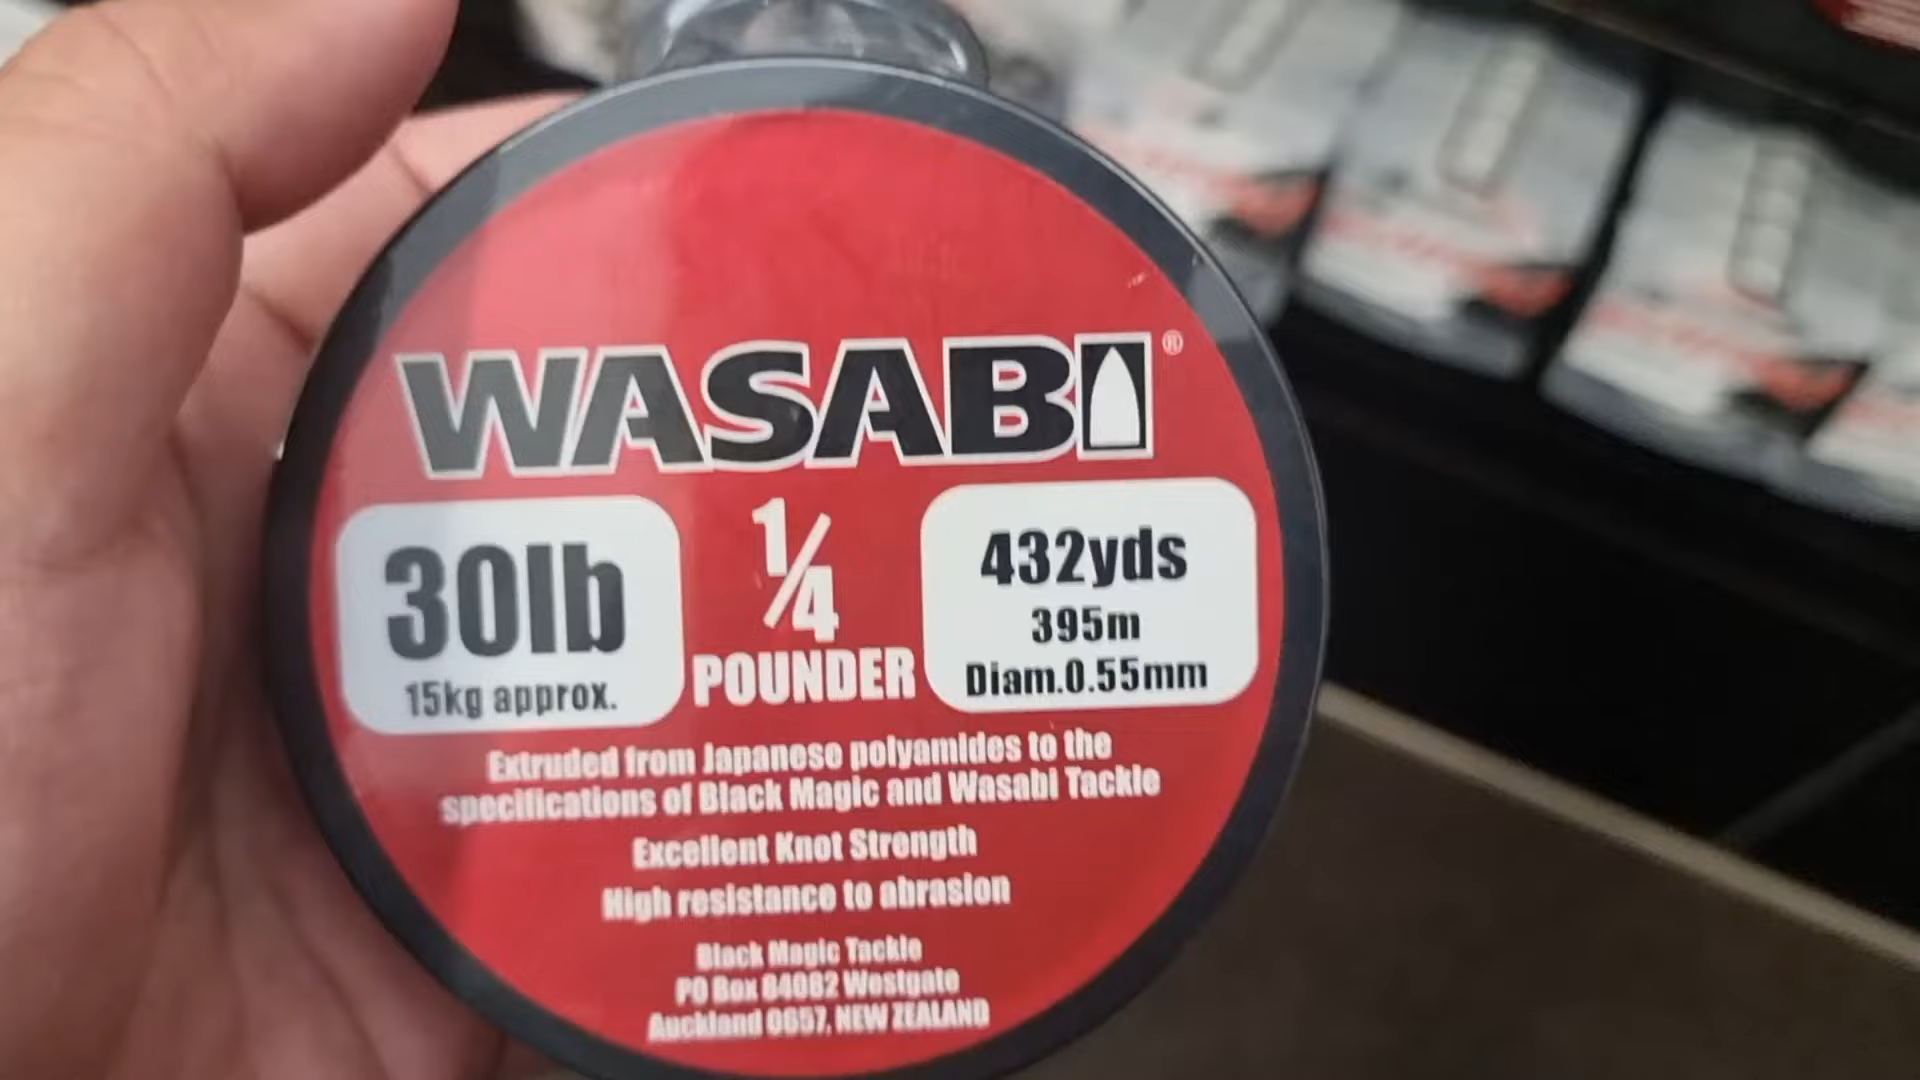 WASABI®
30lb
15kg approx.
1/4
POUNDER
432yds
395m
Diam.0.55mm
Extruded from Japanese polyamides to the
specifications of Black Magic and Wasabi Tackle
Excellent Knot Strength
High resistance to abrasion
Black Magic Tackle
PO Box 84082 Westgate
Auckland 0657, NEW ZEALAND